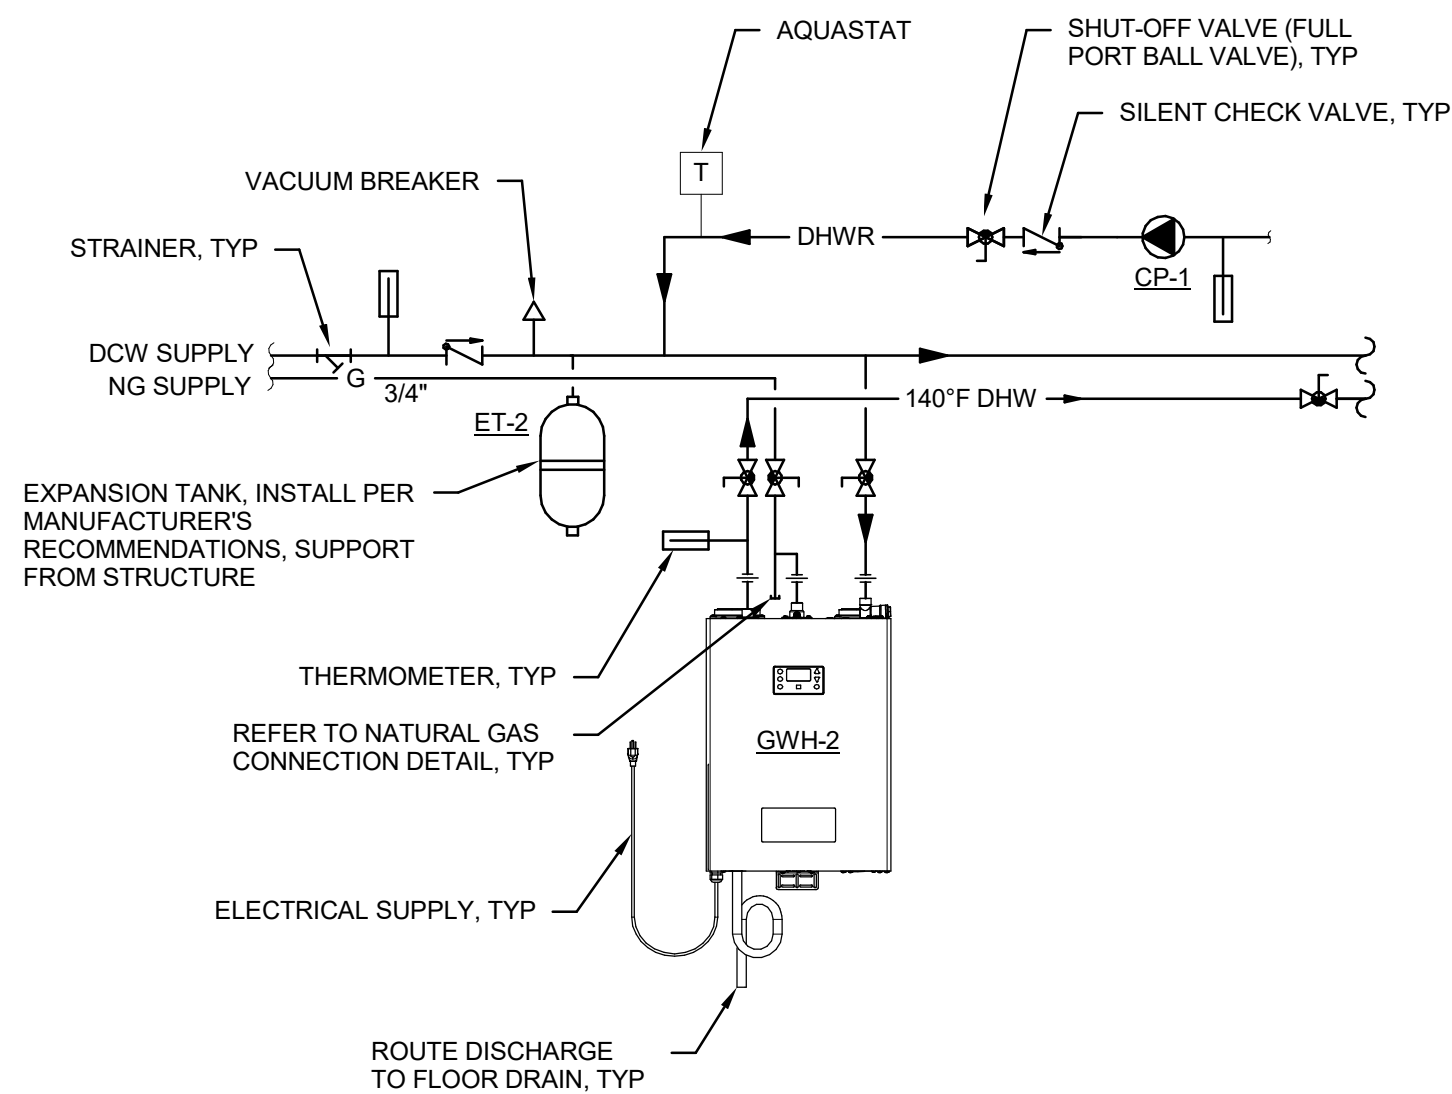 AQUASTAT
SHUT-OFF VALVE (FULL
PORT BALL VALVE), TYP
SILENT CHECK VALVE, TYP
T
VACUUM BREAKER
DHWR
STRAINER, TYP
CP-1
DCW SUPPLY
NG SUPPLY
G
3/4"
140°F DHW
ET-2
EXPANSION TANK, INSTALL PER
MANUFACTURER'S
RECOMMENDATIONS, SUPPORT
FROM STRUCTURE
THERMOMETER, TYP
REFER TO NATURAL GAS
CONNECTION DETAIL, TYP
GWH-2
ELECTRICAL SUPPLY, TYP
ROUTE DISCHARGE
TO FLOOR DRAIN, TYP